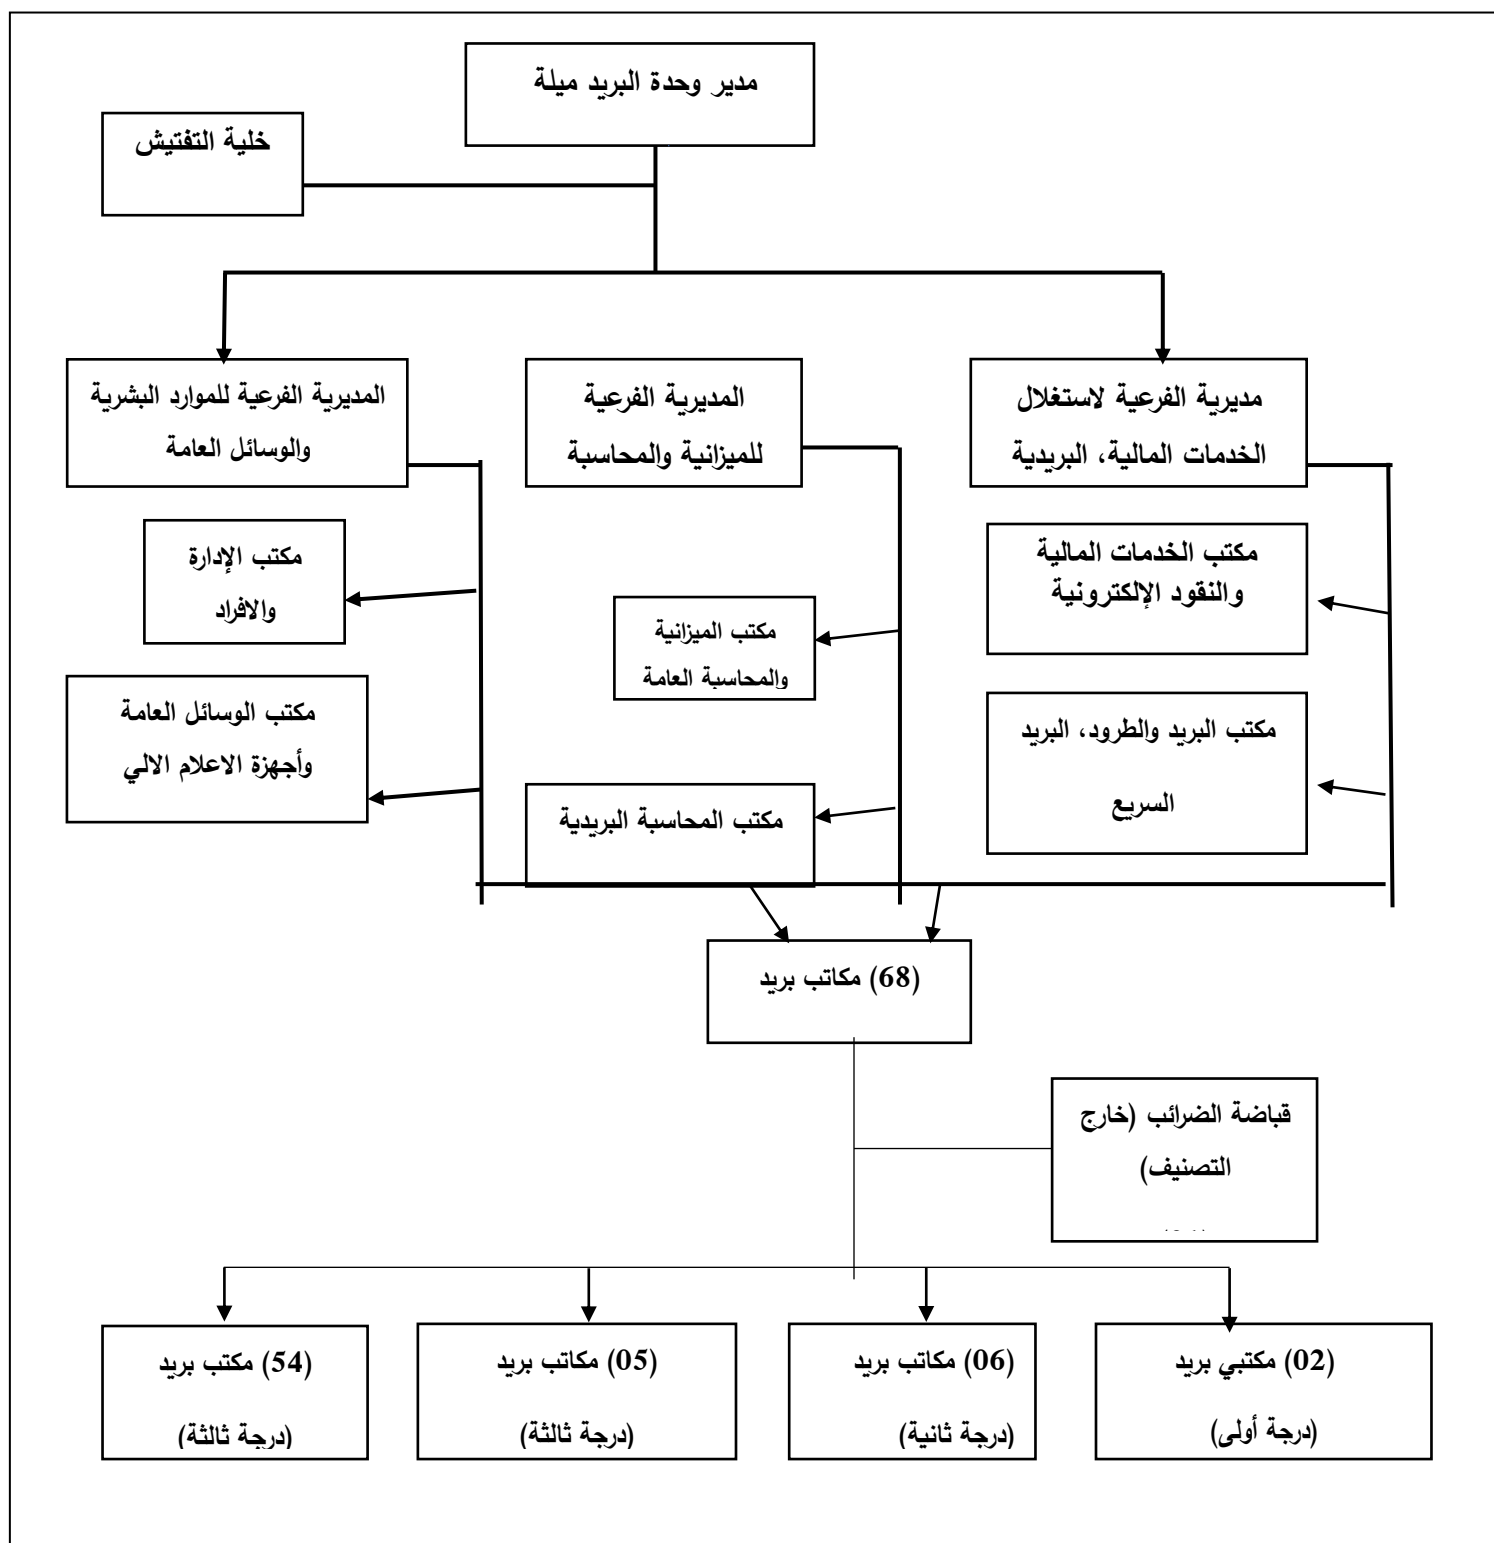 مدير وحدة البريد ميلة
خلية التفتيش
مديرية الفرعية لاستغلال
الخدمات المالية، البريدية
المديرية الفرعية
للميزانية والمحاسبة
المديرية الفرعية للموارد البشرية
والوسائل العامة
مكتب الخدمات المالية
والنقود الإلكترونية
مكتب البريد والطرود، البريد
السريع
مكتب الميزانية
والمحاسبة العامة
مكتب المحاسبة البريدية
مكتب الإدارة
والافراد
مكتب الوسائل العامة
وأجهزة الاعلام الالي
(68) مكاتب بريد
قباضة الضرائب (خارج
التصنيف)
(02) مكتبي بريد
(درجة أولى)
(06) مكاتب بريد
(درجة ثانية)
(05) مكاتب بريد
(درجة ثالثة)
(54) مكتب بريد
(درجة ثالثة)